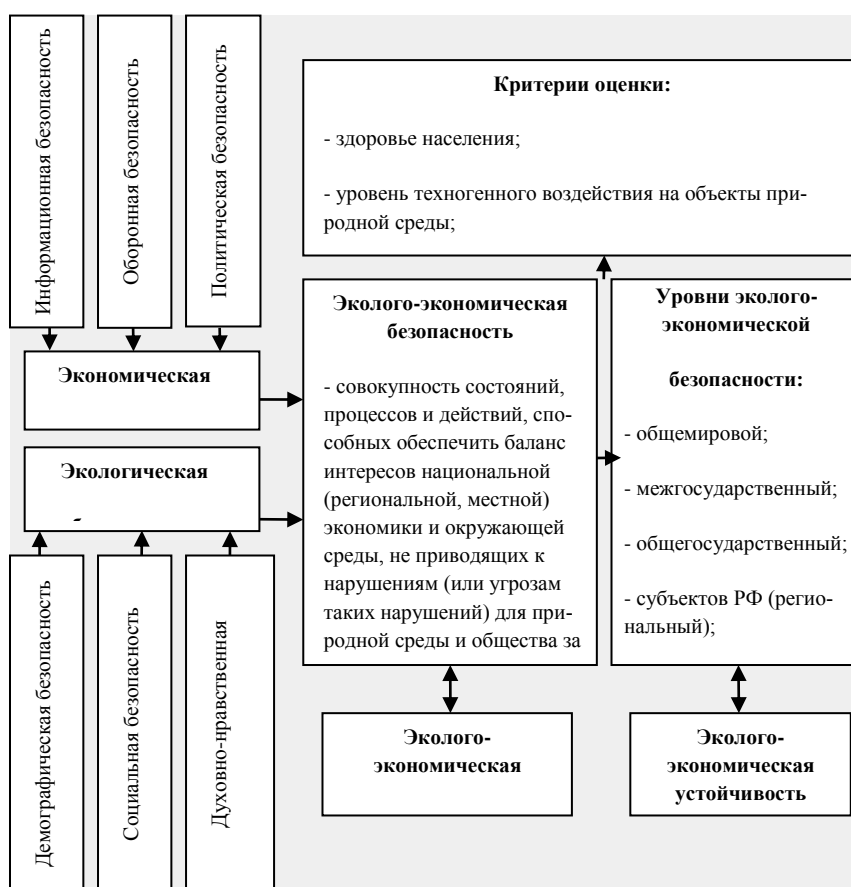 Информационная безопасность
Оборонная безопасность
Политическая безопасность
Критерии оценки:
- здоровье населения;
- уровень техногенного воздействия на объекты при-
родной среды;
Экономическая
Экологическая
Эколого-экономическая
безопасность
- совокупность состояний,
процессов и действий, спо-
собных обеспечить баланс
интересов национальной
(региональной, местной)
экономики и окружающей
среды, не приводящих к
нарушениям (или угрозам
таких нарушений) для при-
родной среды и общества за
Уровни эколого-
экономической
безопасности:
- общемировой;
- межгосударственный;
- общегосударственный;
- субъектов РФ (регио-
нальный);
Демографическая безопасность
Социальная безопасность
Духовно-нравственная
Эколого-
экономическая
Эколого-
экономическая
устойчивость